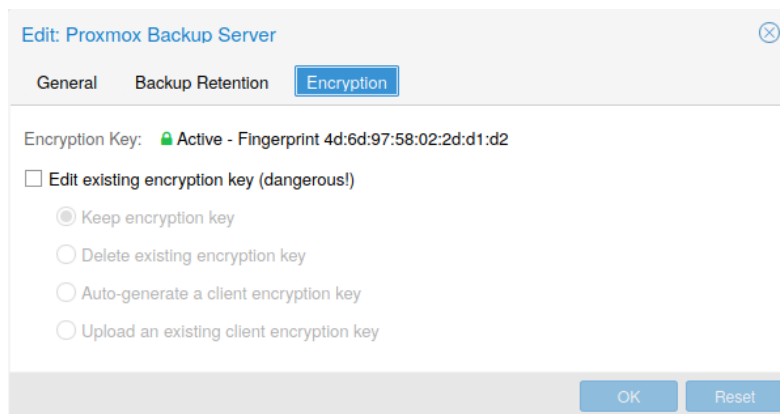 Edit: Proxmox Backup Server
General Backup Retention Encryption
Encryption Key: Active - Fingerprint 4d:6d:97:58:02:2d:d1:d2
Edit existing encryption key (dangerous!)
Keep encryption key
Delete existing encryption key
Auto-generate a client encryption key
Upload an existing client encryption key
OK Reset